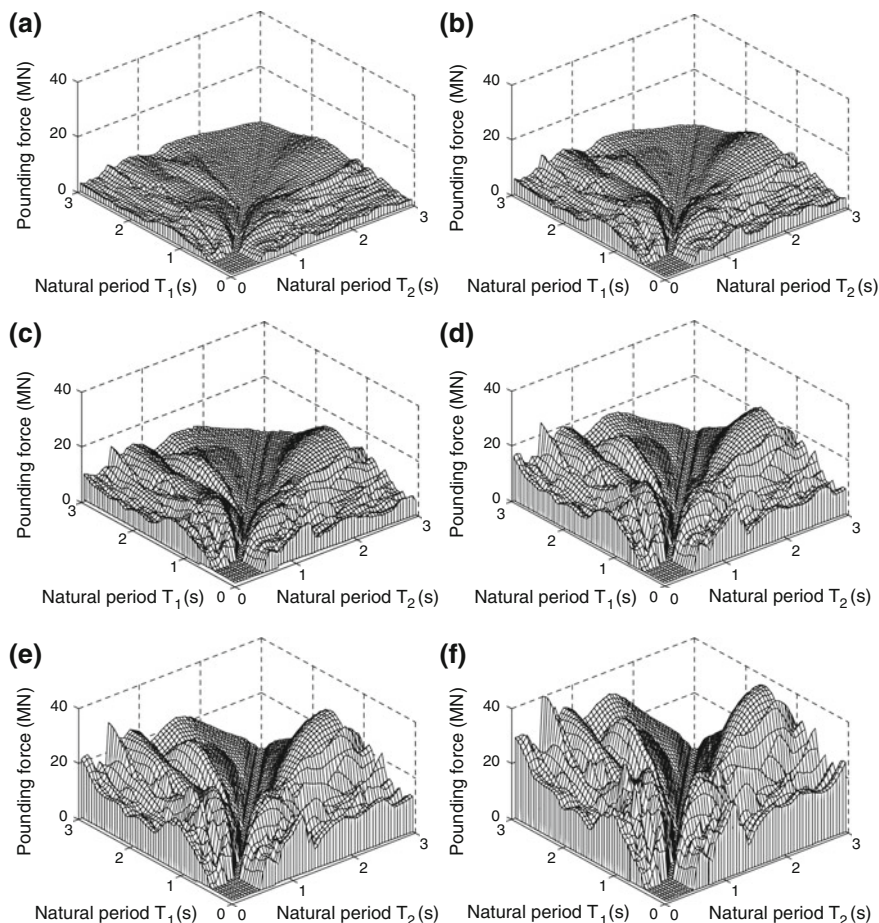 (a)
Pounding force (MN)
40
20
0
3
2
1
0
0
1
2
3
Natural period T1(s)
Natural period T2(s)
(b)
Pounding force (MN)
40
20
0
3
2
1
0
0
1
2
3
Natural period T1(s)
Natural period T2(s)
(c)
Pounding force (MN)
40
20
0
3
2
1
0
0
1
2
3
Natural period T1(s)
Natural period T2(s)
(d)
Pounding force (MN)
40
20
0
3
2
1
0
0
1
2
3
Natural period T1(s)
Natural period T2(s)
(e)
Pounding force (MN)
40
20
0
3
2
1
0
0
1
2
3
Natural period T1(s)
Natural period T2(s)
(f)
Pounding force (MN)
40
20
0
3
2
1
0
0
1
2
3
Natural period T1(s)
Natural period T2(s)